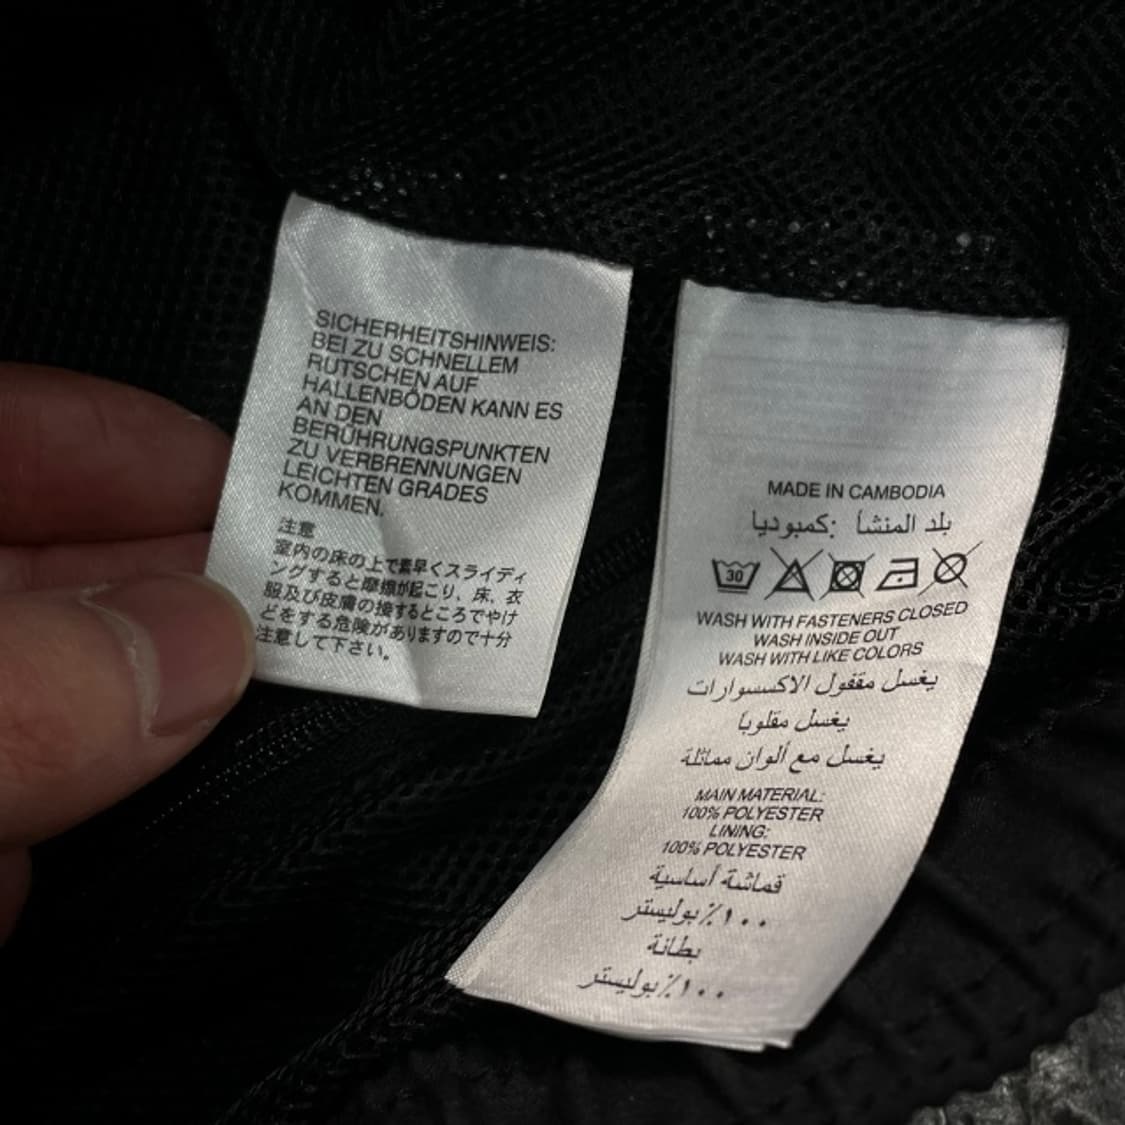 SICHERHEITSHINWEIS:
BEI ZU SCHNELLEM
RUTSCHEN AUF
HALLENBÖDEN KANN ES
AN DEN
BERÜHRUNGSPUNKTEN
ZU VERBRENNUNGEN
LEICHTEN GRADES
KOMMEN.
注意
室内の床の上で素早くスライディ
ングすると摩擦が起こり、床、衣
服及び皮膚の接するところでやけ
どをする危険がありますので十分
注意して下さい。
MADE IN CAMBODIA
بلد المنشأ: كمبوديا
30
WASH WITH FASTENERS CLOSED
WASH INSIDE OUT
WASH WITH LIKE COLORS
يغسل مقفول الاكسسوارات
يغسل مقلوبا
يغسل مع ألوان مماثلة
MAIN MATERIAL:
100% POLYESTER
LINING:
100% POLYESTER
قماشة أساسية
١٠٠٪ بوليستر
بطانة
١٠٠٪ بوليستر